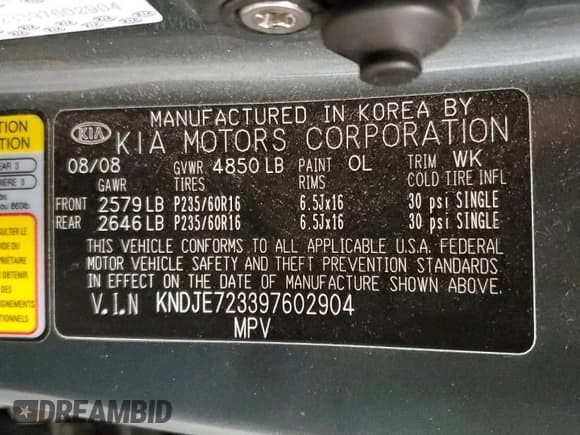 7602904
MANUFACTURED IN KOREA BY
KIA KIA MOTORS CORPORATION
08/08 GVWR 4850 LB PAINT OL TRIM WK
GAWR TIRES RIMS COLD TIRE INFL
FRONT 2579 LB P235/60R16 6.5Jx16 30 psi SINGLE
REAR 2646 LB P235/60R16 6.5Jx16 30 psi SINGLE
THIS VEHICLE CONFORMS TO ALL APPLICABLE U.S.A. FEDERAL
MOTOR VEHICLE SAFETY AND THEFT PREVENTION STANDARDS
IN EFFECT ON THE DATE OF MANUFACTURE SHOWN ABOVE.
V.I.N KNDJE723397602904
MPV
DREAMBID